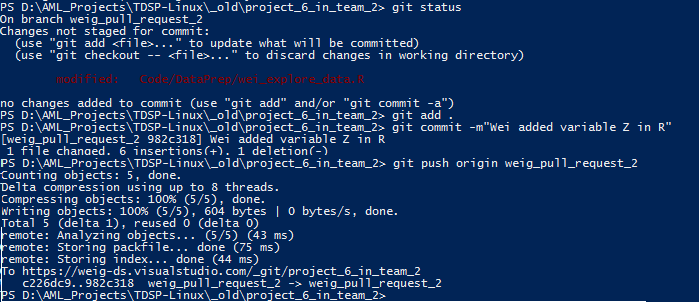 PS D:\AML_Projects\TDSP-Linux\_old\project_6_in_team_2> git status
On branch weig_pull_request_2
Changes not staged for commit:
  (use "git add <file>..." to update what will be committed)
  (use "git checkout -- <file>..." to discard changes in working directory)
        modified:   Code/DataPrep/wei_explore_data.R
no changes added to commit (use "git add" and/or "git commit -a")
PS D:\AML_Projects\TDSP-Linux\_old\project_6_in_team_2> git add .
PS D:\AML_Projects\TDSP-Linux\_old\project_6_in_team_2> git commit -m"Wei added variable Z in R"
[weig_pull_request_2 982c318] Wei added variable Z in R
 1 file changed, 6 insertions(+), 1 deletion(-)
PS D:\AML_Projects\TDSP-Linux\_old\project_6_in_team_2> git push origin weig_pull_request_2
Counting objects: 5, done.
Delta compression using up to 8 threads.
Compressing objects: 100% (5/5), done.
Writing objects: 100% (5/5), 604 bytes | 0 bytes/s, done.
Total 5 (delta 1), reused 0 (delta 0)
remote: Analyzing objects... (5/5) (43 ms)
remote: Storing packfile... done (75 ms)
remote: Storing index... done (44 ms)
To https://weig-ds.visualstudio.com/_git/project_6_in_team_2
   c226dc9..982c318  weig_pull_request_2 -> weig_pull_request_2
PS D:\AML_Projects\TDSP-Linux\_old\project_6_in_team_2>